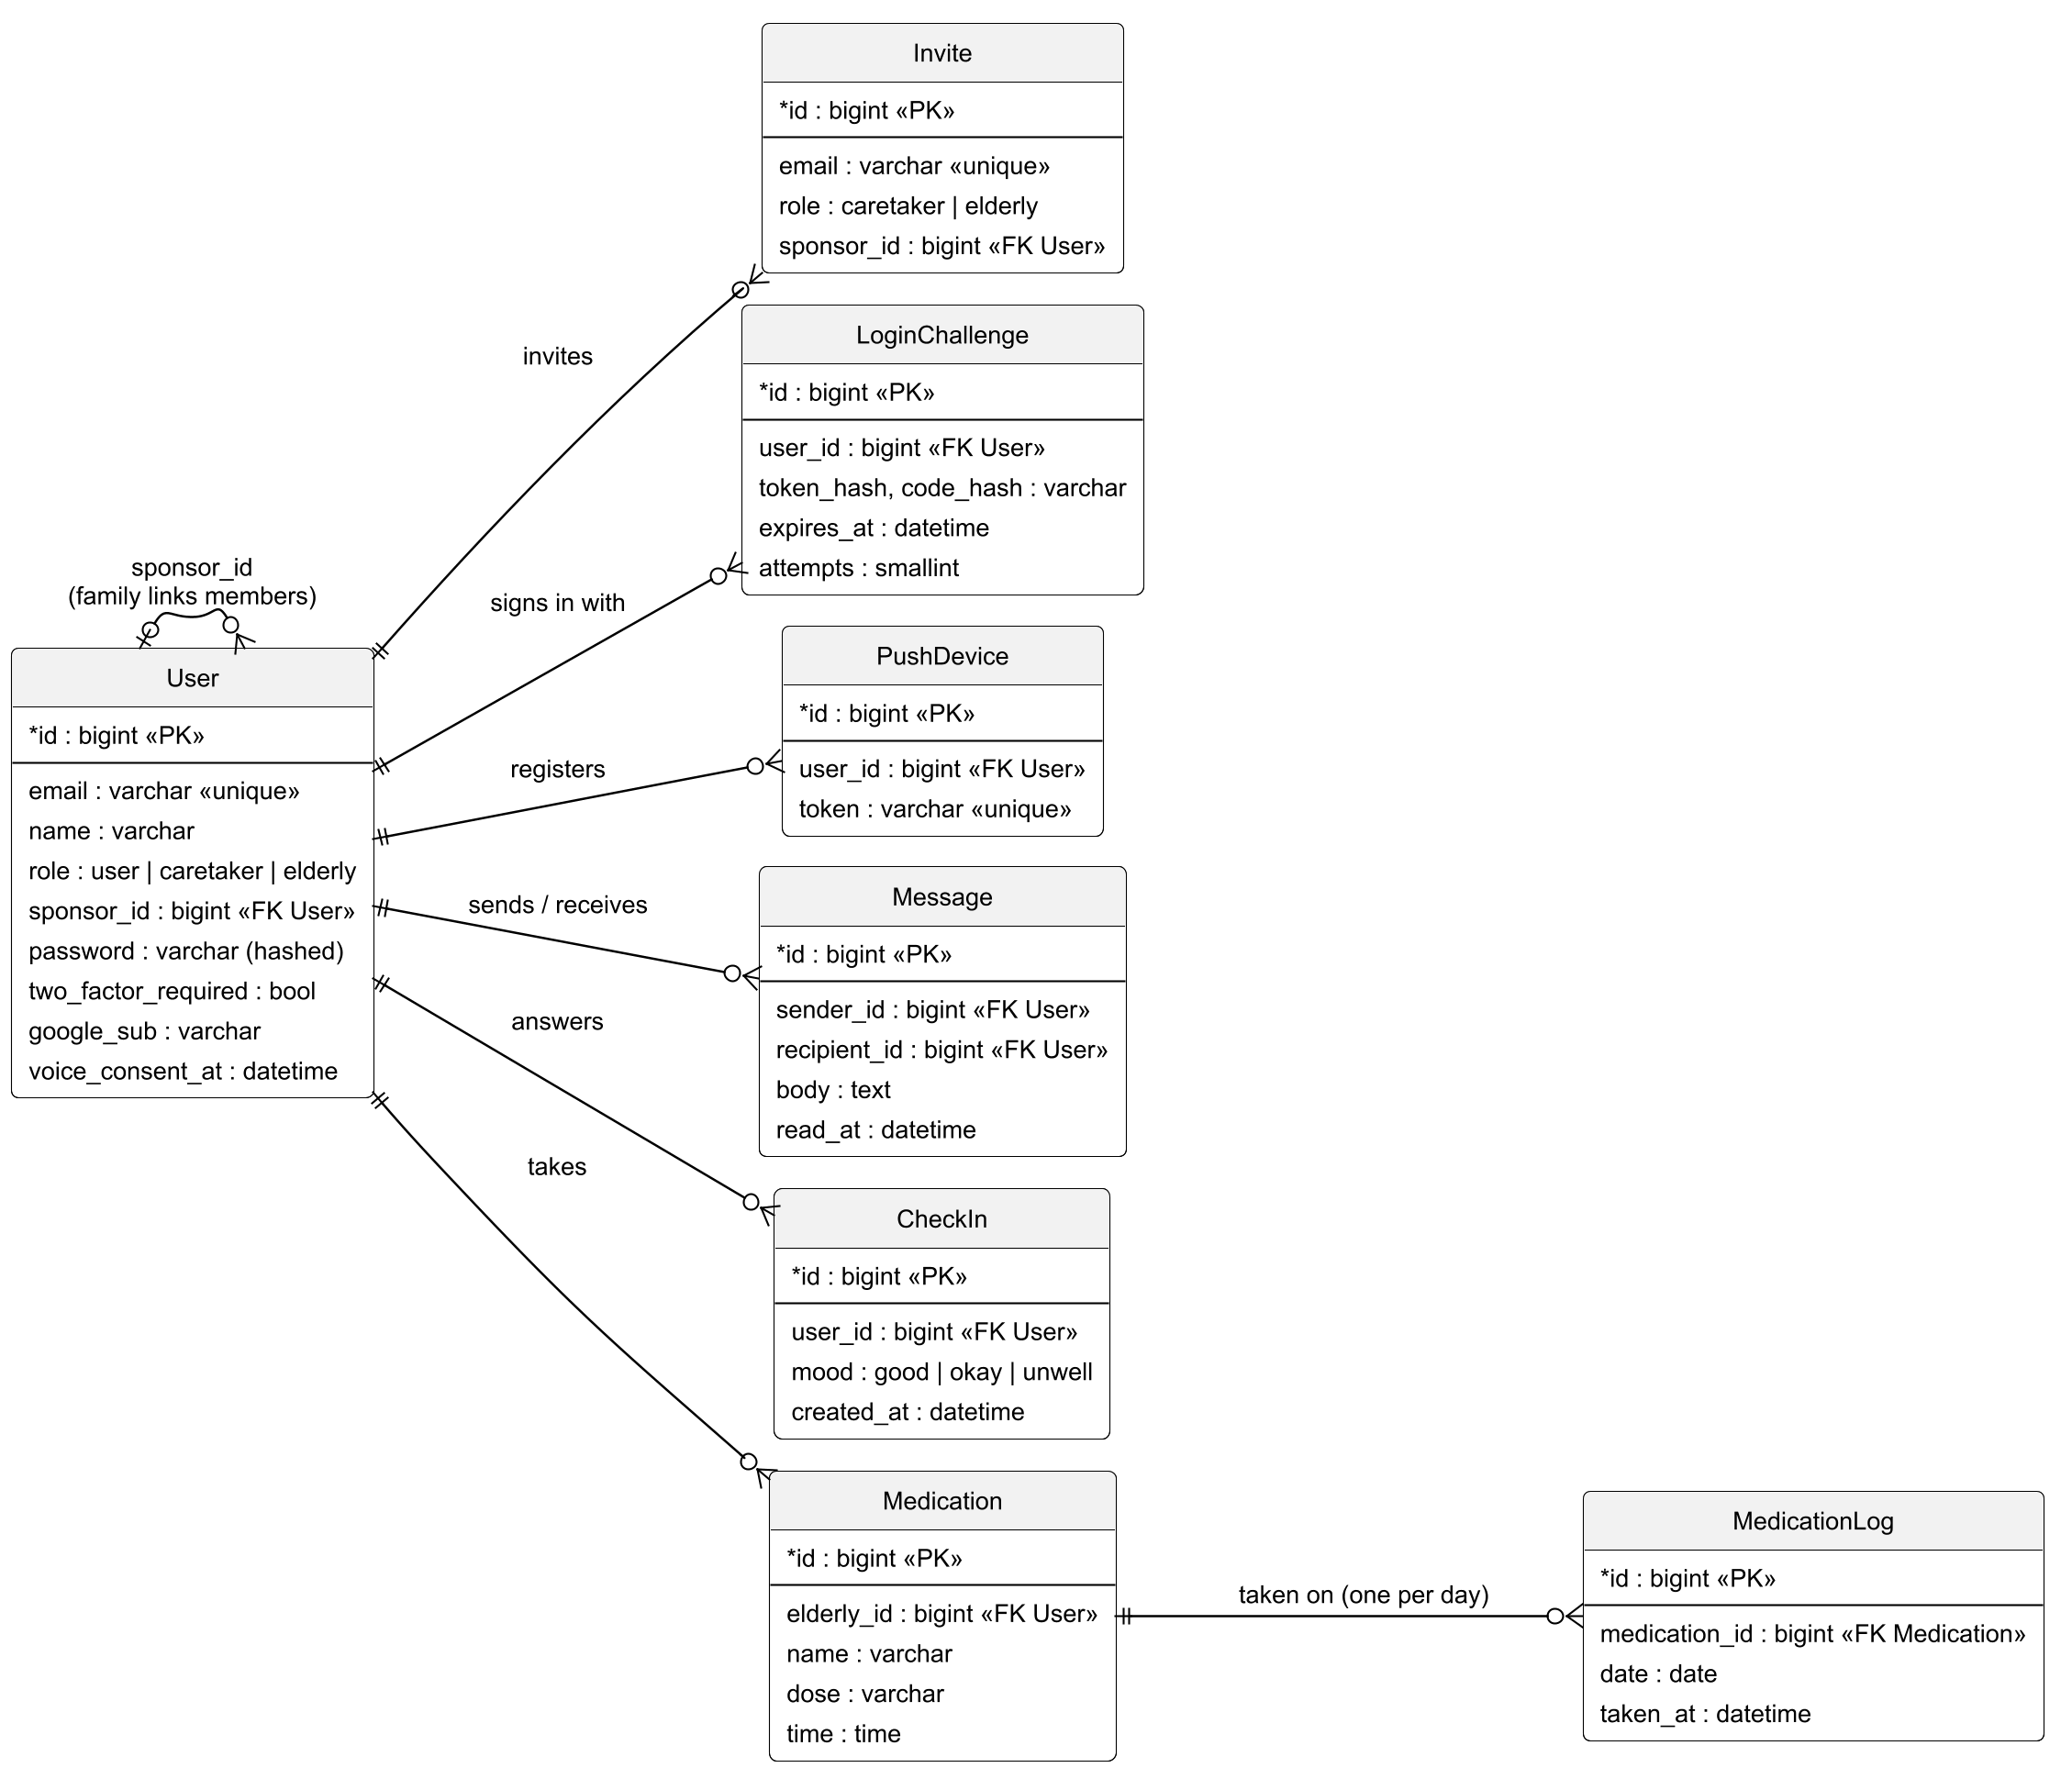 Invite
*id : bigint «PK»
email : varchar «unique»
role : caretaker | elderly
sponsor_id : bigint «FK User»
invites
LoginChallenge
*id : bigint «PK»
user_id : bigint «FK User»
token_hash, code_hash : varchar
expires_at : datetime
attempts : smallint
signs in with
sponsor_id
(family links members)
User
*id : bigint «PK»
email : varchar «unique»
name : varchar
role : user | caretaker | elderly
sponsor_id : bigint «FK User»
password : varchar (hashed)
two_factor_required : bool
google_sub : varchar
voice_consent_at : datetime
registers
PushDevice
*id : bigint «PK»
user_id : bigint «FK User»
token : varchar «unique»
sends / receives
Message
*id : bigint «PK»
sender_id : bigint «FK User»
recipient_id : bigint «FK User»
body : text
read_at : datetime
answers
CheckIn
*id : bigint «PK»
user_id : bigint «FK User»
mood : good | okay | unwell
created_at : datetime
takes
Medication
*id : bigint «PK»
elderly_id : bigint «FK User»
name : varchar
dose : varchar
time : time
taken on (one per day)
MedicationLog
*id : bigint «PK»
medication_id : bigint «FK Medication»
date : date
taken_at : datetime